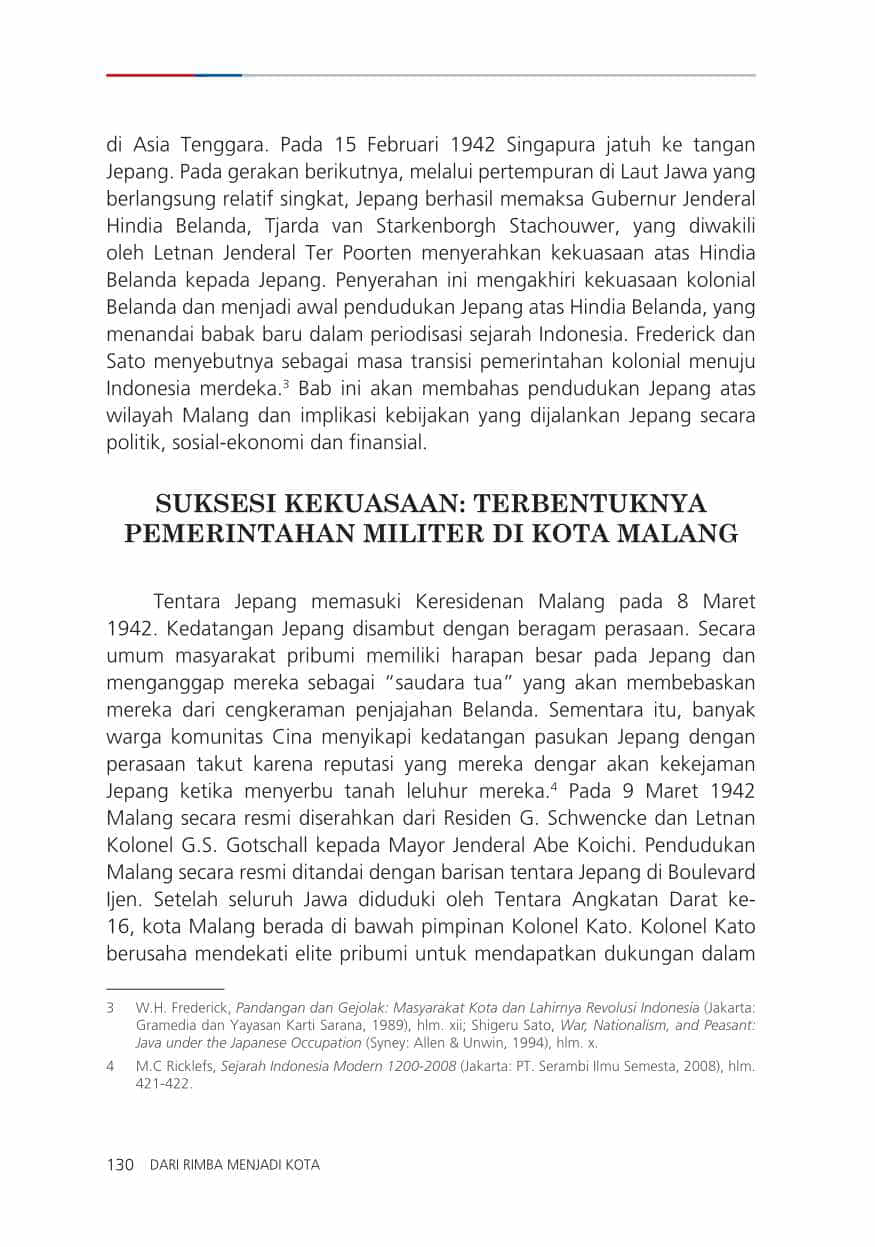 di Asia Tenggara. Pada 15 Februari 1942 Singapura jatuh ke tangan
Jepang. Pada gerakan berikutnya, melalui pertempuran di Laut Jawa yang
berlangsung relatif singkat, Jepang berhasil memaksa Gubernur Jenderal
Hindia Belanda, Tjarda van Starkenborgh Stachouwer, yang diwakili
oleh Letnan Jenderal Ter Poorten menyerahkan kekuasaan atas Hindia
Belanda kepada Jepang. Penyerahan ini mengakhiri kekuasaan kolonial
Belanda dan menjadi awal pendudukan Jepang atas Hindia Belanda, yang
menandai babak baru dalam periodisasi sejarah Indonesia. Frederick dan
Sato menyebutnya sebagai masa transisi pemerintahan kolonial menuju
Indonesia merdeka.³ Bab ini akan membahas pendudukan Jepang atas
wilayah Malang dan implikasi kebijakan yang dijalankan Jepang secara
politik, sosial-ekonomi dan finansial.
SUKSESI KEKUASAAN: TERBENTUKNYA
PEMERINTAHAN MILITER DI KOTA MALANG
Tentara Jepang memasuki Keresidenan Malang pada 8 Maret
1942. Kedatangan Jepang disambut dengan beragam perasaan. Secara
umum masyarakat pribumi memiliki harapan besar pada Jepang dan
menganggap mereka sebagai “saudara tua” yang akan membebaskan
mereka dari cengkeraman penjajahan Belanda. Sementara itu, banyak
warga komunitas Cina menyikapi kedatangan pasukan Jepang dengan
perasaan takut karena reputasi yang mereka dengar akan kekejaman
Jepang ketika menyerbu tanah leluhur mereka.⁴ Pada 9 Maret 1942
Malang secara resmi diserahkan dari Residen G. Schwencke dan Letnan
Kolonel G.S. Gotschall kepada Mayor Jenderal Abe Koichi. Pendudukan
Malang secara resmi ditandai dengan barisan tentara Jepang di Boulevard
Ijen. Setelah seluruh Jawa diduduki oleh Tentara Angkatan Darat ke-
16, kota Malang berada di bawah pimpinan Kolonel Kato. Kolonel Kato
berusaha mendekati elite pribumi untuk mendapatkan dukungan dalam
3 W.H. Frederick, Pandangan dan Gejolak: Masyarakat Kota dan Lahirnya Revolusi Indonesia (Jakarta:
Gramedia dan Yayasan Karti Sarana, 1989), hlm. xii; Shigeru Sato, War, Nationalism, and Peasant:
Java under the Japanese Occupation (Syney: Allen & Unwin, 1994), hlm. x.
4 M.C Ricklefs, Sejarah Indonesia Modern 1200-2008 (Jakarta: PT. Serambi Ilmu Semesta, 2008), hlm.
421-422.
130 DARI RIMBA MENJADI KOTA